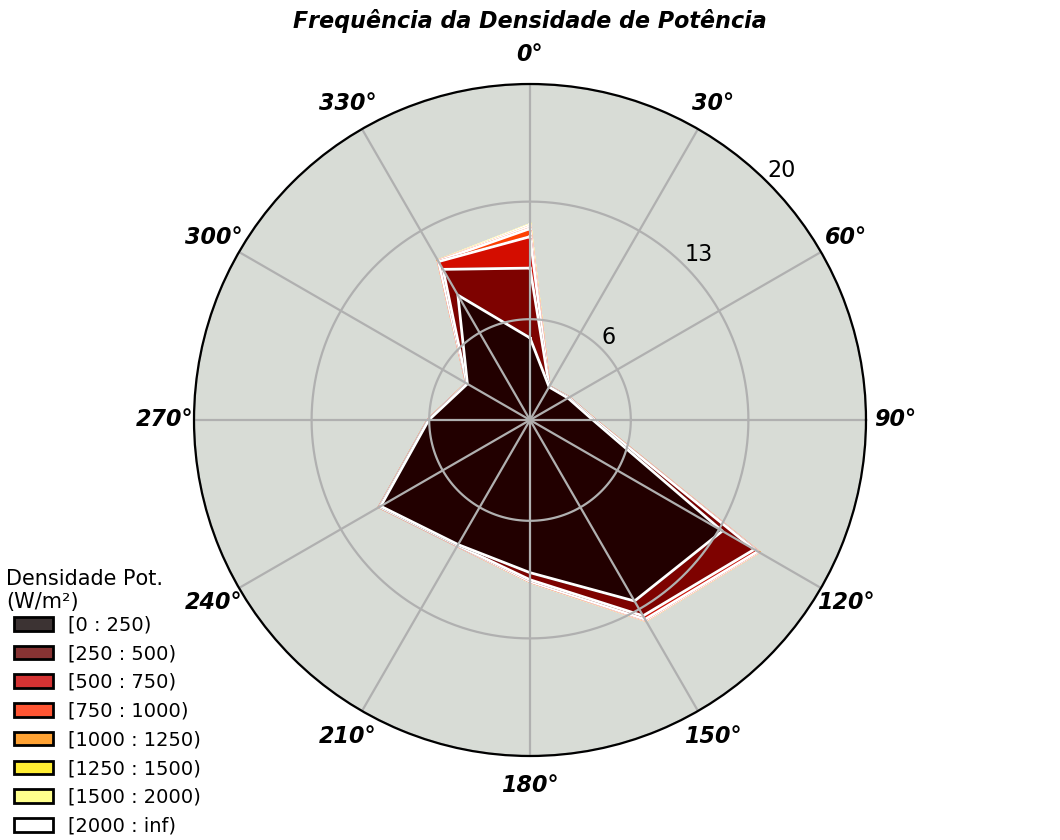 Frequência da Densidade de Potência
0°
330°
30°
20
300°
60°
13
6
270°
90°
Densidade Pot.
(W/m²)
240°
120°
[0 : 250)
[250 : 500)
[500 : 750)
[750 : 1000)
210°
150°
[1000 : 1250)
[1250 : 1500)
180°
[1500 : 2000)
[2000 : inf)